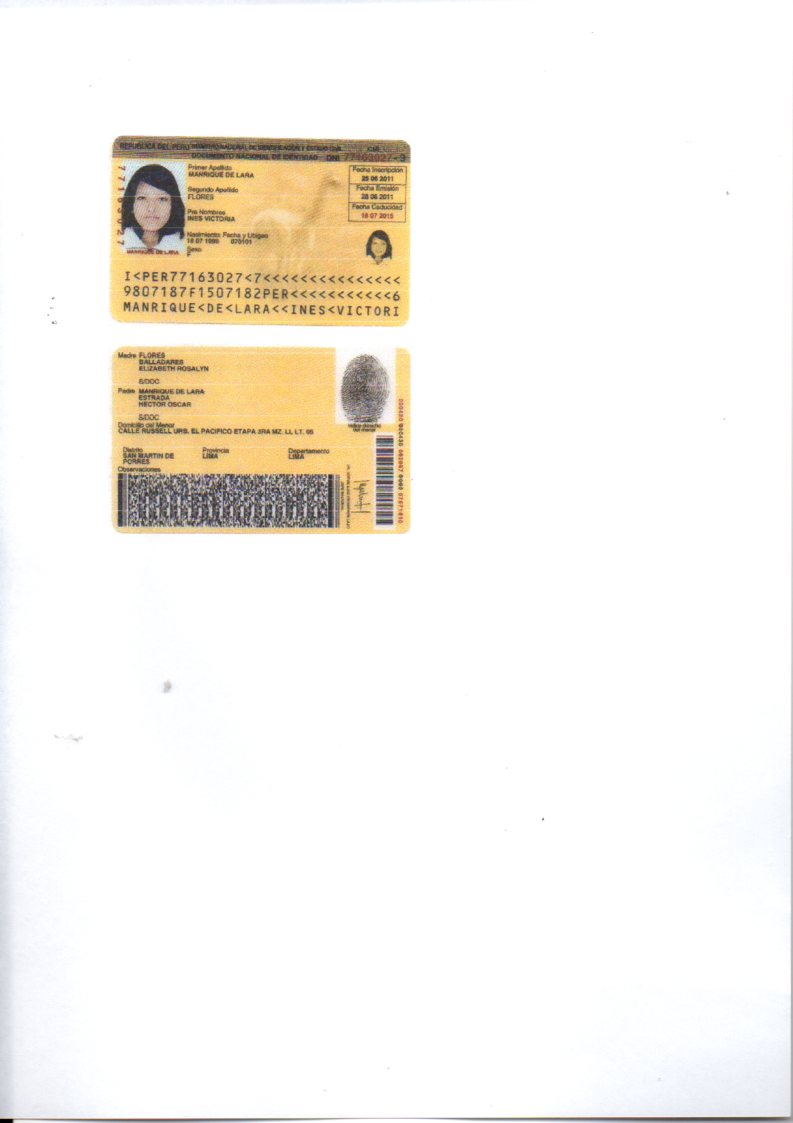 REPUBLICA DEL PERU REGISTRO NACIONAL DE IDENTIFICACION Y ESTADO CIVIL CUI
DOCUMENTO NACIONAL DE IDENTIDAD DNI 77163027-3
77163027
Primer Apellido
MANRIQUE DE LARA
Segundo Apellido
FLORES
Pre Nombres
INES VICTORIA
Nacimiento: Fecha y Ubigeo
18 07 1998 070101
Sexo
F
Fecha Inscripción
25 06 2011
Fecha Emisión
28 06 2011
Fecha Caducidad
18 07 2015
MANRIQUE DE LARA
I<PER77163027<7<<<<<<<<<<<<<<<
9807187F1507182PER<<<<<<<<<<<6
MANRIQUE<DE<LARA<<INES<VICTORI
Madre FLORES
BALLADARES
ELIZABETH ROSALYN
S/DOC
Padre MANRIQUE DE LARA
ESTRADA
HECTOR OSCAR
S/DOC
Domicilio del Menor
CALLE RUSSELL URB. EL PACIFICO ETAPA 3RA MZ. LL LT. 05
Distrito Provincia Departamento
SAN MARTIN DE LIMA LIMA
PORRES
Observaciones
Indice derecho
del menor